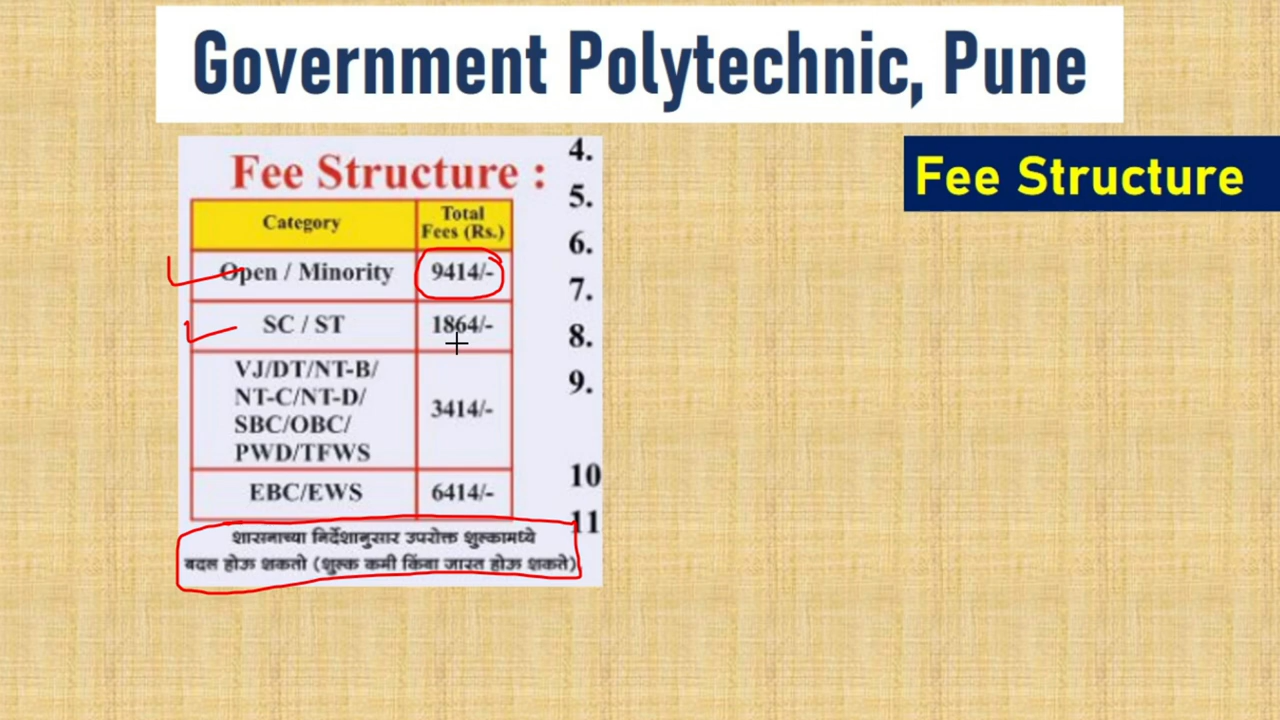 Government Polytechnic, Pune
Fee Structure
Fee Structure :
Category
Total
Fees (Rs.)
Open / Minority
9414/-
SC / ST
1864/-
VJ/DT/NT-B/
NT-C/NT-D/
SBC/OBC/
PWD/TFWS
3414/-
EBC/EWS
6414/-
शासनाच्या निर्देशानुसार उपरोक्त शुल्कामध्ये
बदल होऊ शकतो (शुल्क कमी किंवा जास्त होऊ शकते)
4.
5.
6.
7.
8.
9.
10
11